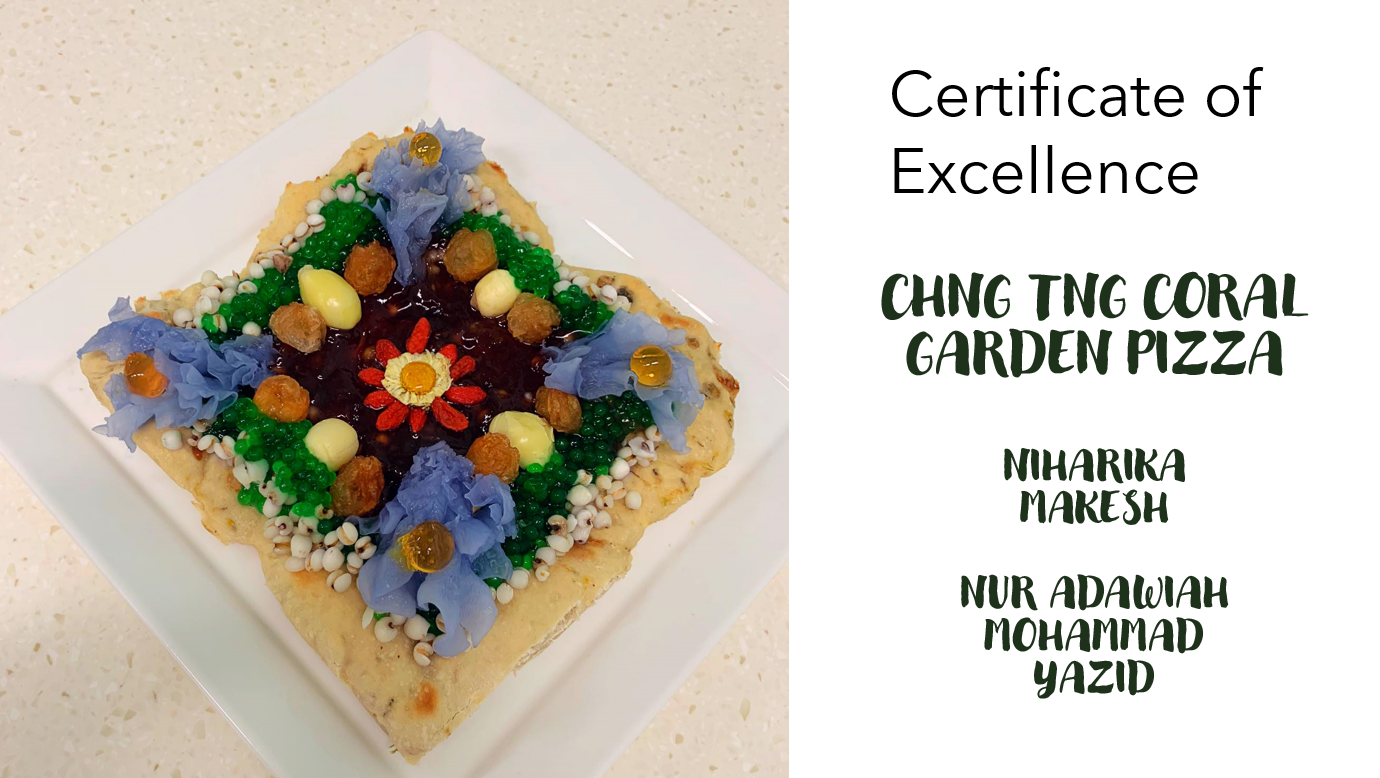 Certificate of
Excellence
CHNG TNG CORAL
GARDEN PIZZA
NIHARIKA
MAKESH
NUR ADAWIAH
MOHAMMAD
YAZID